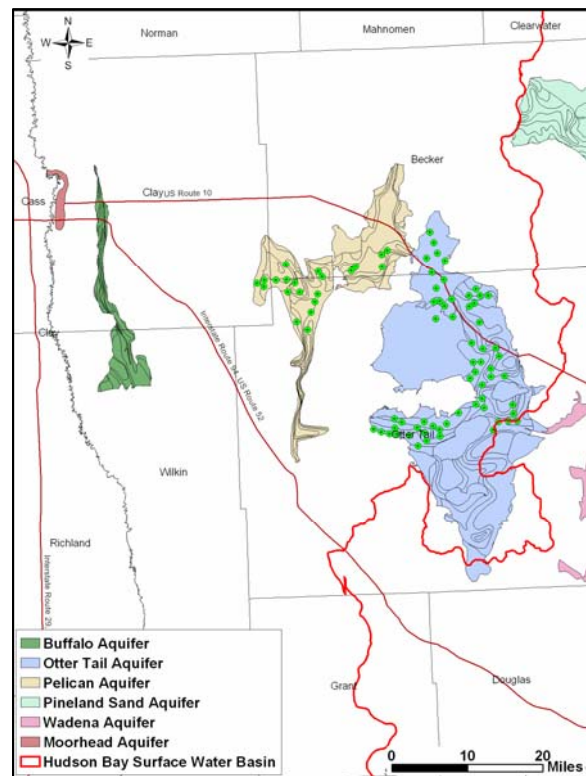 Norman
Mahnomen
Clearwater
N
W E
S
Becker
Clay
US Route 10
Cass
Clay
Interstate Route 94, US Route 52
Otter Tail
Wilkin
Richland
Interstate Route 29,
Grant
Douglas
Buffalo Aquifer
Otter Tail Aquifer
Pelican Aquifer
Pineland Sand Aquifer
Wadena Aquifer
Moorhead Aquifer
Hudson Bay Surface Water Basin
0 10 20
Miles